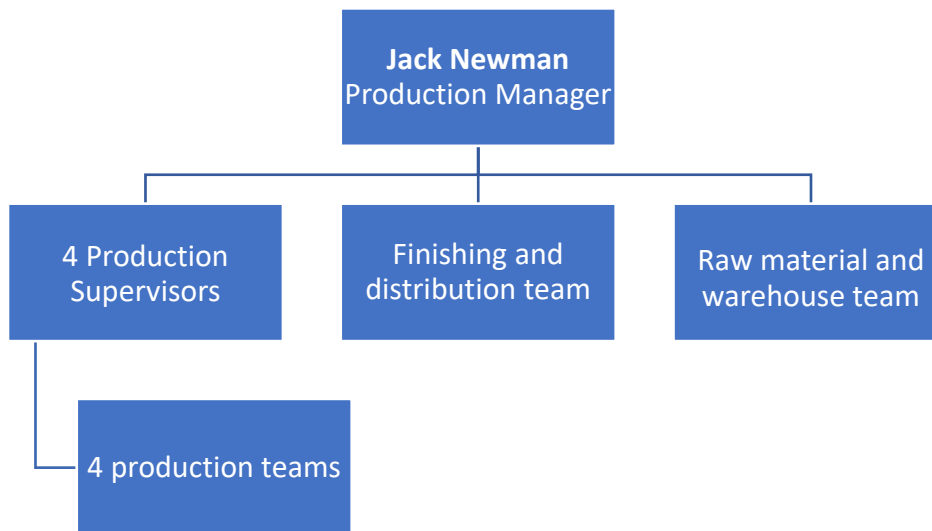 Jack Newman
Production Manager
4 Production
Supervisors
Finishing and
distribution team
Raw material and
warehouse team
4 production teams